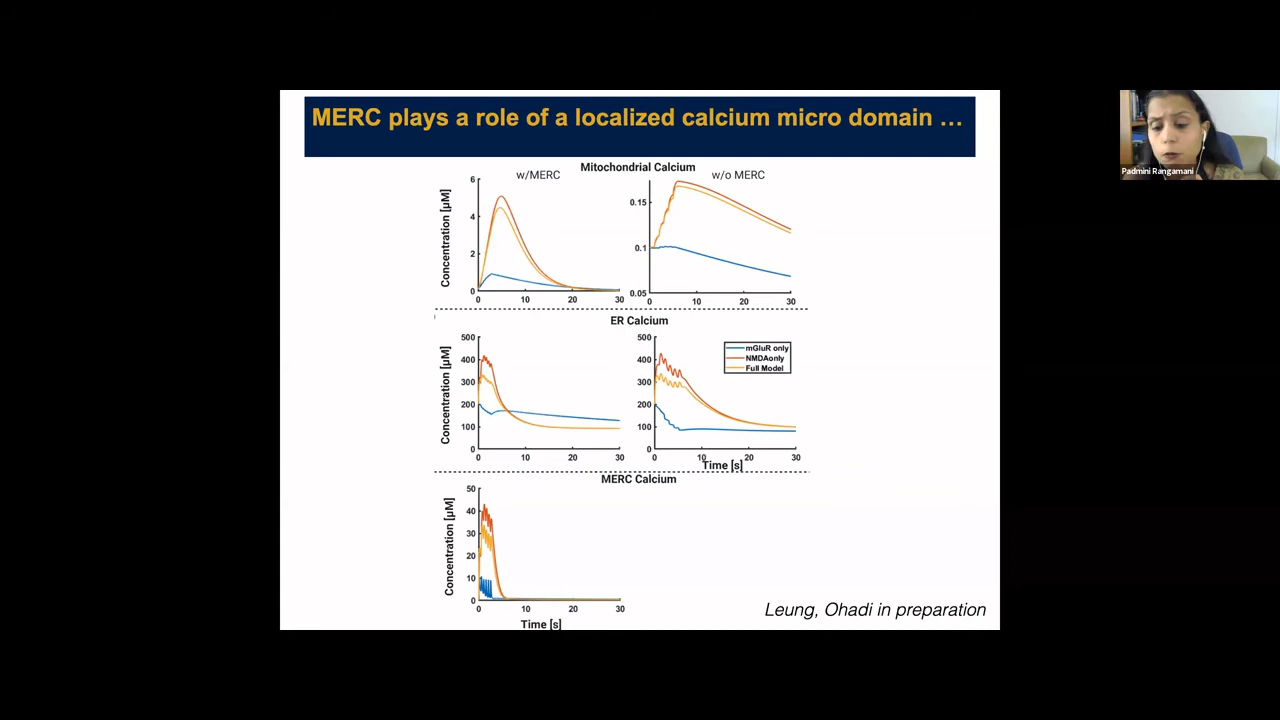 MERC plays a role of a localized calcium micro domain …
Padmini Rangamani
Mitochondrial Calcium
w/MERC
w/o MERC
Concentration [µM]
6
4
2
0
0 10 20 30
0.15
0.1
0.05
0 10 20 30
ER Calcium
Concentration [µM]
500
400
300
200
100
0
0 10 20 30
500
400
300
200
100
0
0 10 20 30
mGluR only
NMDAonly
Full Model
Time [s]
MERC Calcium
Concentration [µM]
50
40
30
20
10
0
0 10 20 30
Time [s]
Leung, Ohadi in preparation